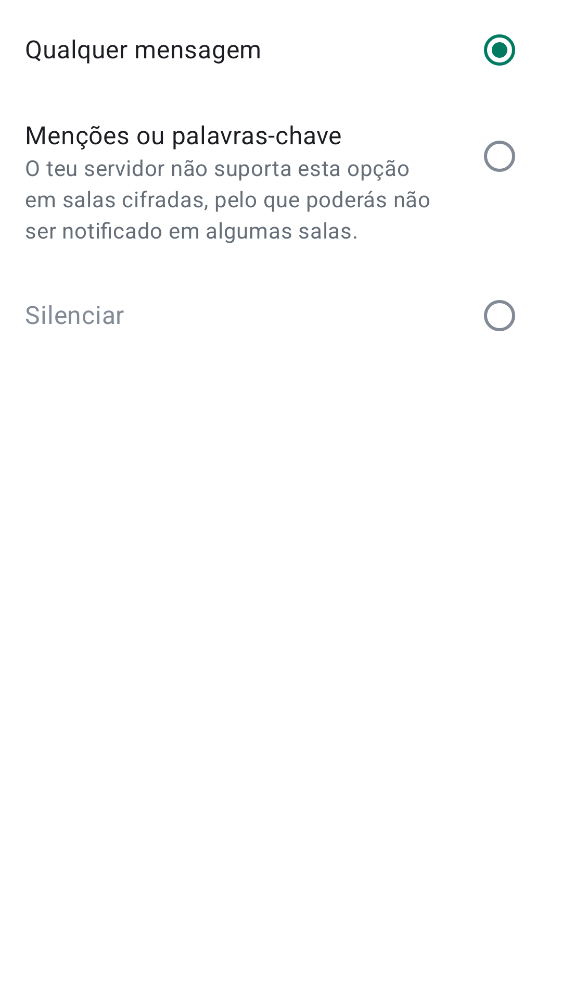 Qualquer mensagem
Menções ou palavras-chave
O teu servidor não suporta esta opção
em salas cifradas, pelo que poderás não
ser notificado em algumas salas.
Silenciar